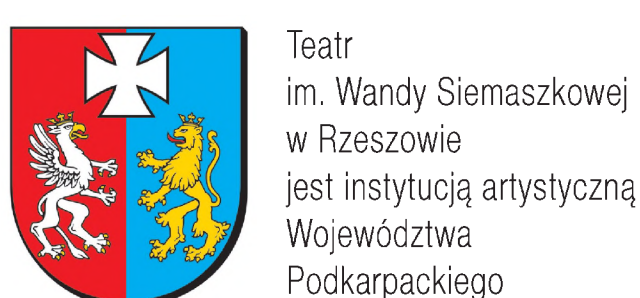 Teatr
im. Wandy Siemaszkowej
w Rzeszowie
jest instytucją artystyczną
Województwa
Podkarpackiego